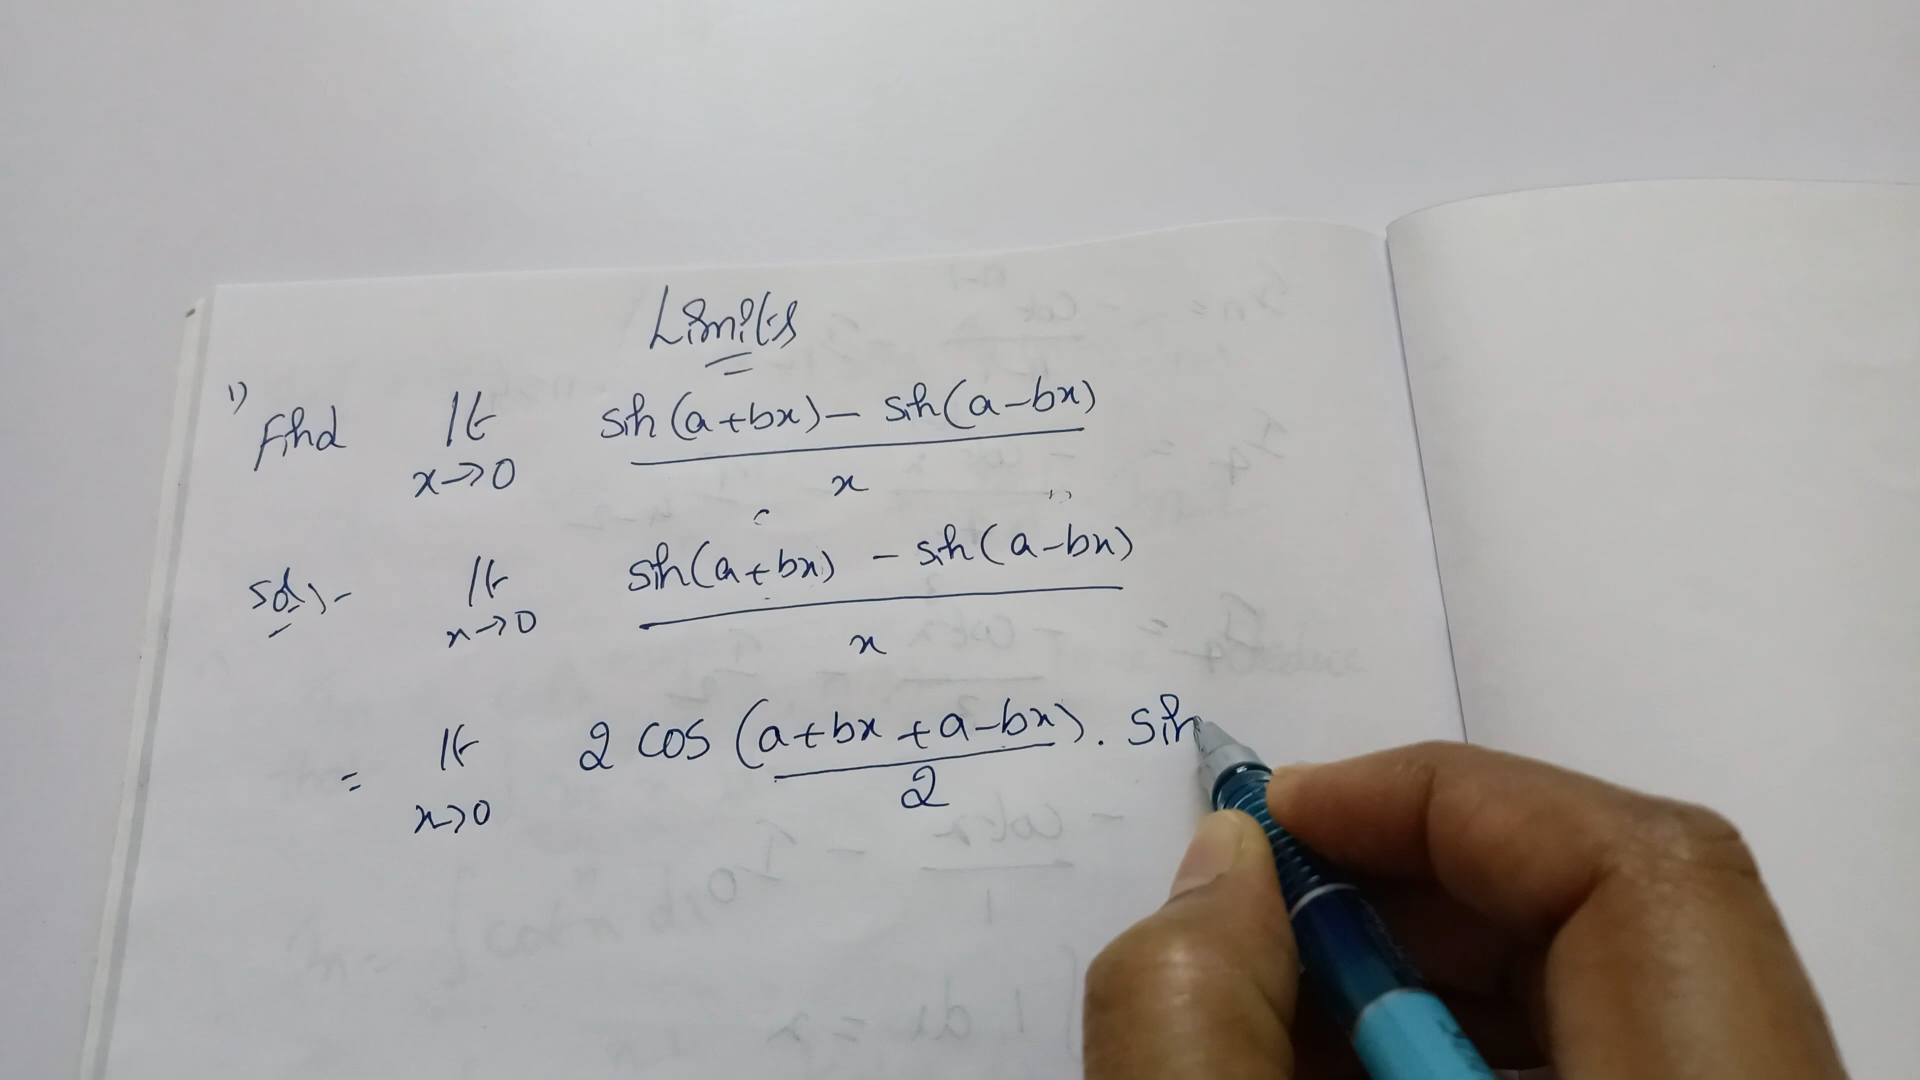 Limits
1) Find lt x→0 sin(a+bx) - sin(a-bx) / x
Sol:- lt x→0 sin(a+bx) - sin(a-bx) / x
= lt x→0 2 cos (a+bx+a-bx / 2) . sin